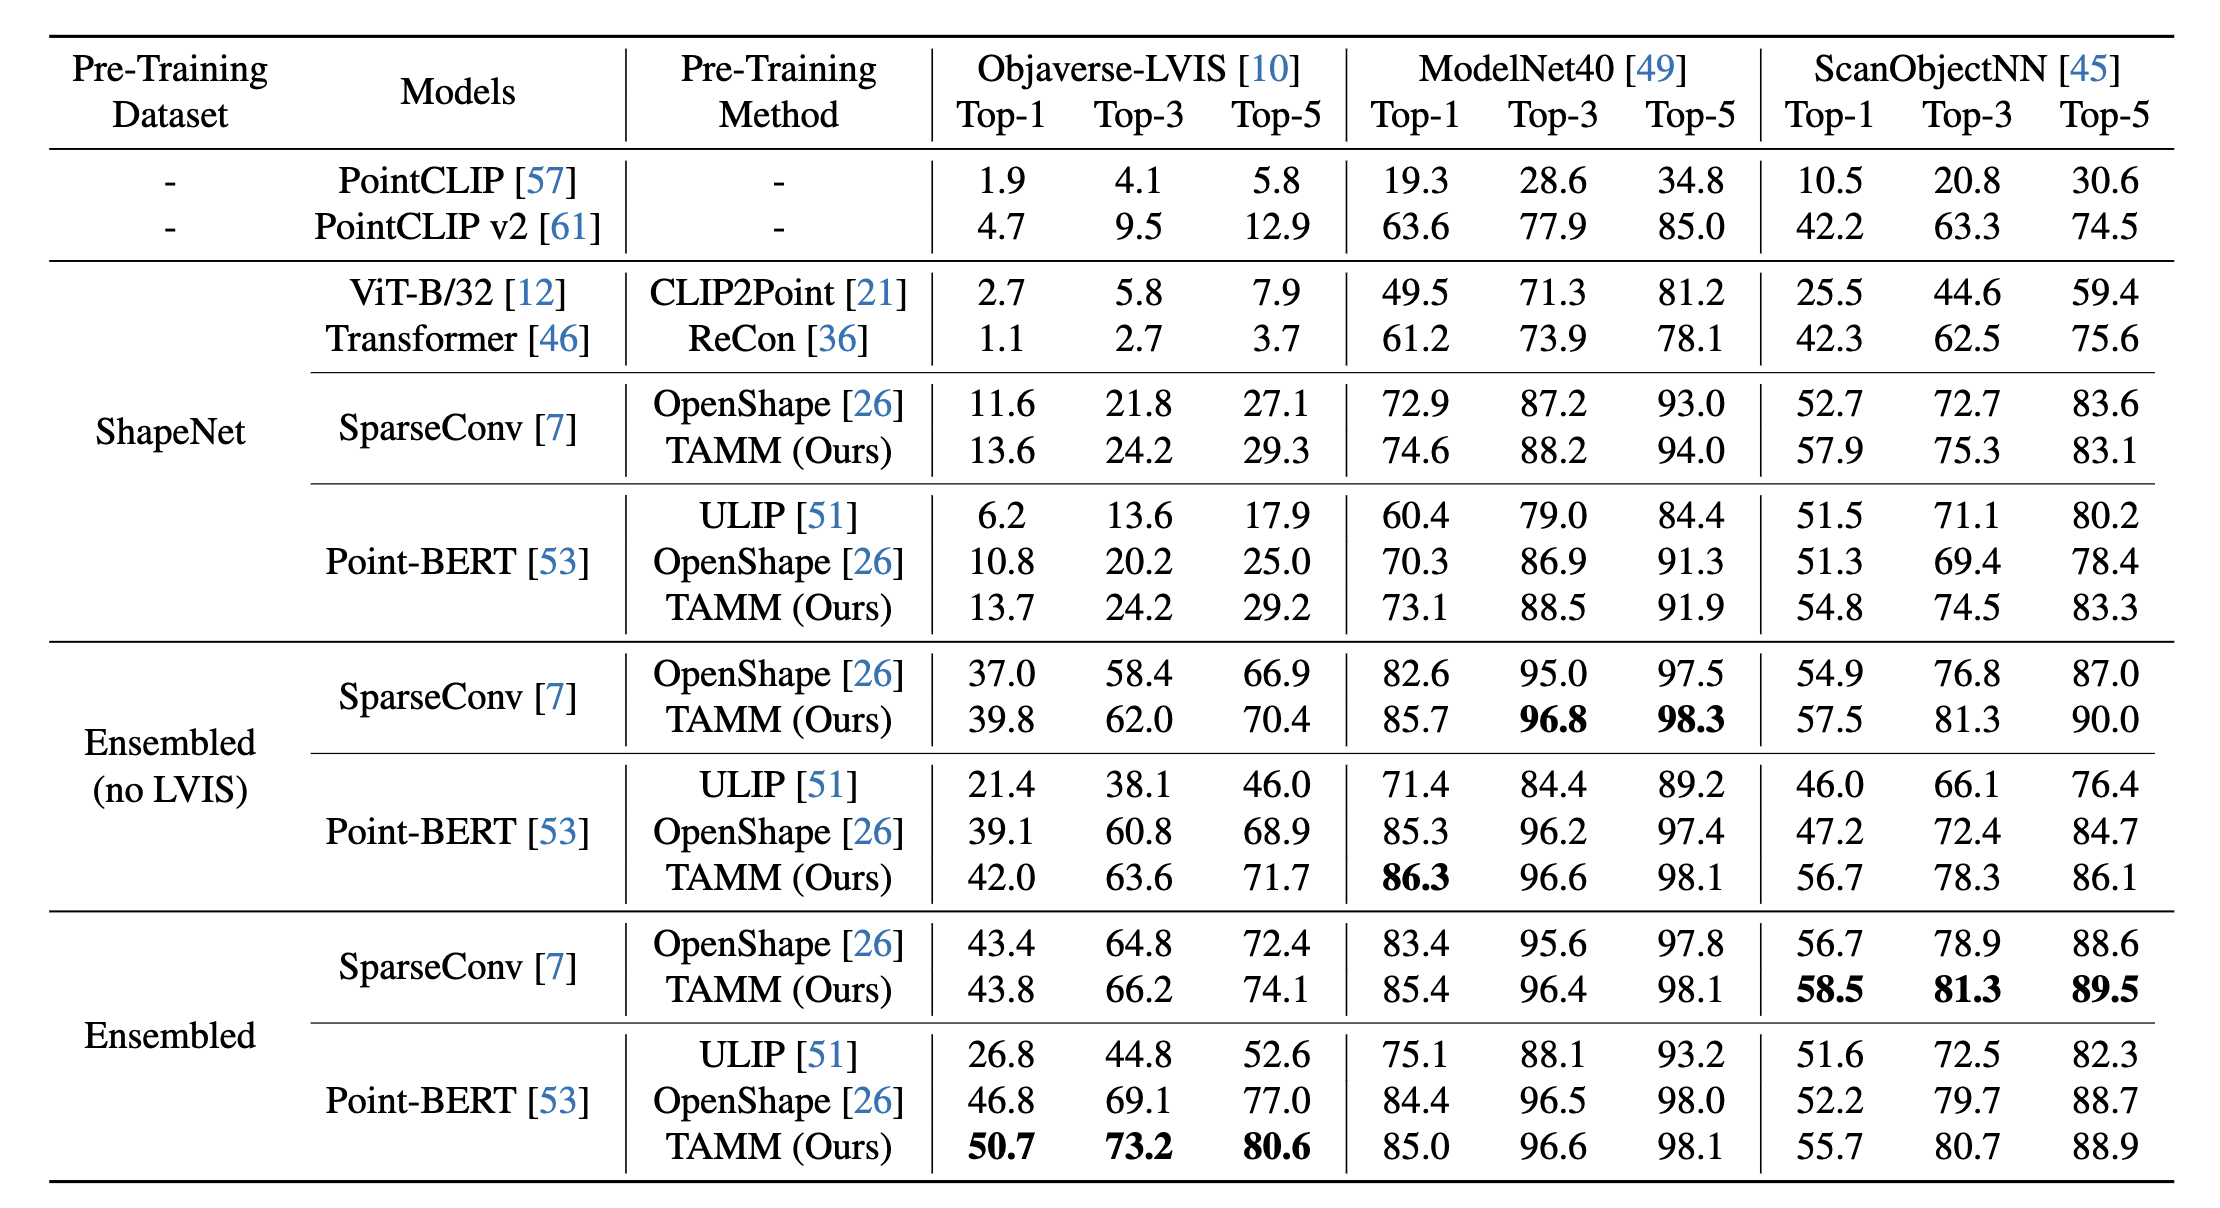 Pre-Training Dataset | Models | Pre-Training Method | Objaverse-LVIS [10] | ModelNet40 [49] | ScanObjectNN [45]
Top-1 Top-3 Top-5 | Top-1 Top-3 Top-5 | Top-1 Top-3 Top-5
- PointCLIP [57] - 1.9 4.1 5.8 19.3 28.6 34.8 10.5 20.8 30.6
- PointCLIP v2 [61] - 4.7 9.5 12.9 63.6 77.9 85.0 42.2 63.3 74.5
ShapeNet
ViT-B/32 [12] CLIP2Point [21] 2.7 5.8 7.9 49.5 71.3 81.2 25.5 44.6 59.4
Transformer [46] ReCon [36] 1.1 2.7 3.7 61.2 73.9 78.1 42.3 62.5 75.6
SparseConv [7]
OpenShape [26] 11.6 21.8 27.1 72.9 87.2 93.0 52.7 72.7 83.6
TAMM (Ours) 13.6 24.2 29.3 74.6 88.2 94.0 57.9 75.3 83.1
Point-BERT [53]
ULIP [51] 6.2 13.6 17.9 60.4 79.0 84.4 51.5 71.1 80.2
OpenShape [26] 10.8 20.2 25.0 70.3 86.9 91.3 51.3 69.4 78.4
TAMM (Ours) 13.7 24.2 29.2 73.1 88.5 91.9 54.8 74.5 83.3
Ensembled
(no LVIS)
SparseConv [7]
OpenShape [26] 37.0 58.4 66.9 82.6 95.0 97.5 54.9 76.8 87.0
TAMM (Ours) 39.8 62.0 70.4 85.7 96.8 98.3 57.5 81.3 90.0
Point-BERT [53]
ULIP [51] 21.4 38.1 46.0 71.4 84.4 89.2 46.0 66.1 76.4
OpenShape [26] 39.1 60.8 68.9 85.3 96.2 97.4 47.2 72.4 84.7
TAMM (Ours) 42.0 63.6 71.7 86.3 96.6 98.1 56.7 78.3 86.1
Ensembled
SparseConv [7]
OpenShape [26] 43.4 64.8 72.4 83.4 95.6 97.8 56.7 78.9 88.6
TAMM (Ours) 43.8 66.2 74.1 85.4 96.4 98.1 58.5 81.3 89.5
Point-BERT [53]
ULIP [51] 26.8 44.8 52.6 75.1 88.1 93.2 51.6 72.5 82.3
OpenShape [26] 46.8 69.1 77.0 84.4 96.5 98.0 52.2 79.7 88.7
TAMM (Ours) 50.7 73.2 80.6 85.0 96.6 98.1 55.7 80.7 88.9